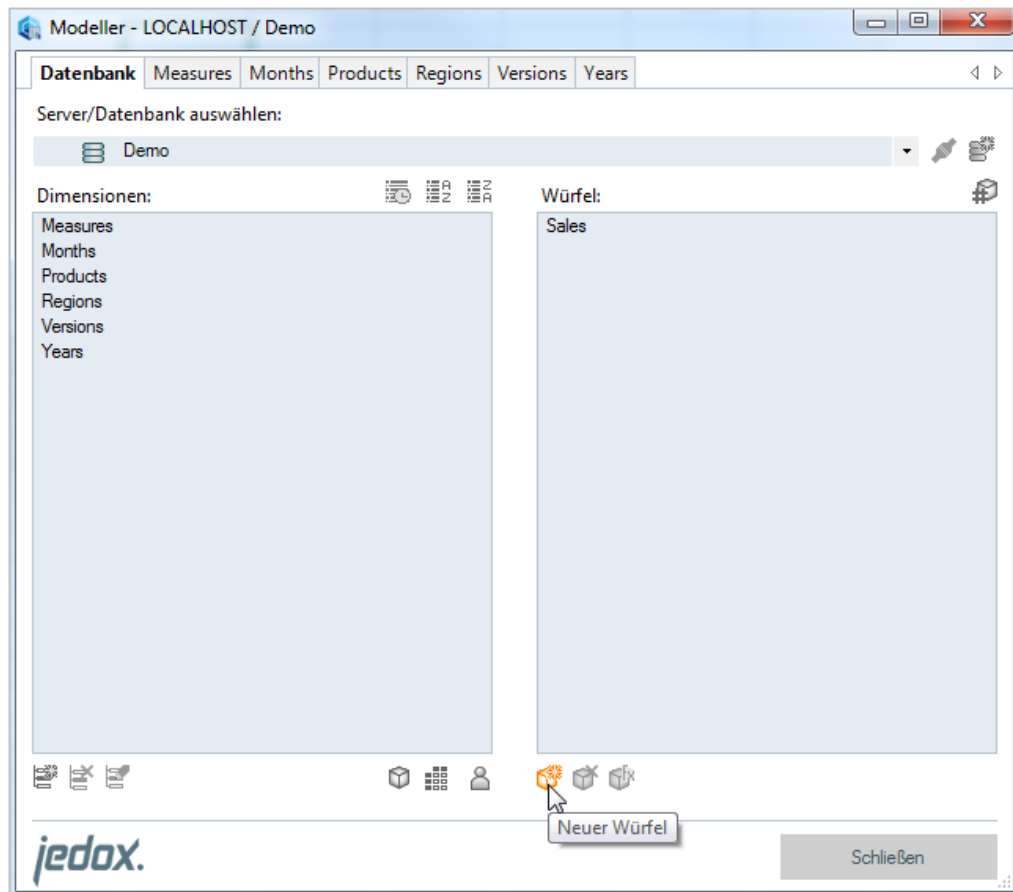 Modeller - LOCALHOST / Demo
Datenbank Measures Months Products Regions Versions Years
Server/Datenbank auswählen:
Demo
Dimensionen:
Measures
Months
Products
Regions
Versions
Years
Würfel:
Sales
Neuer Würfel
jedox.
Schließen